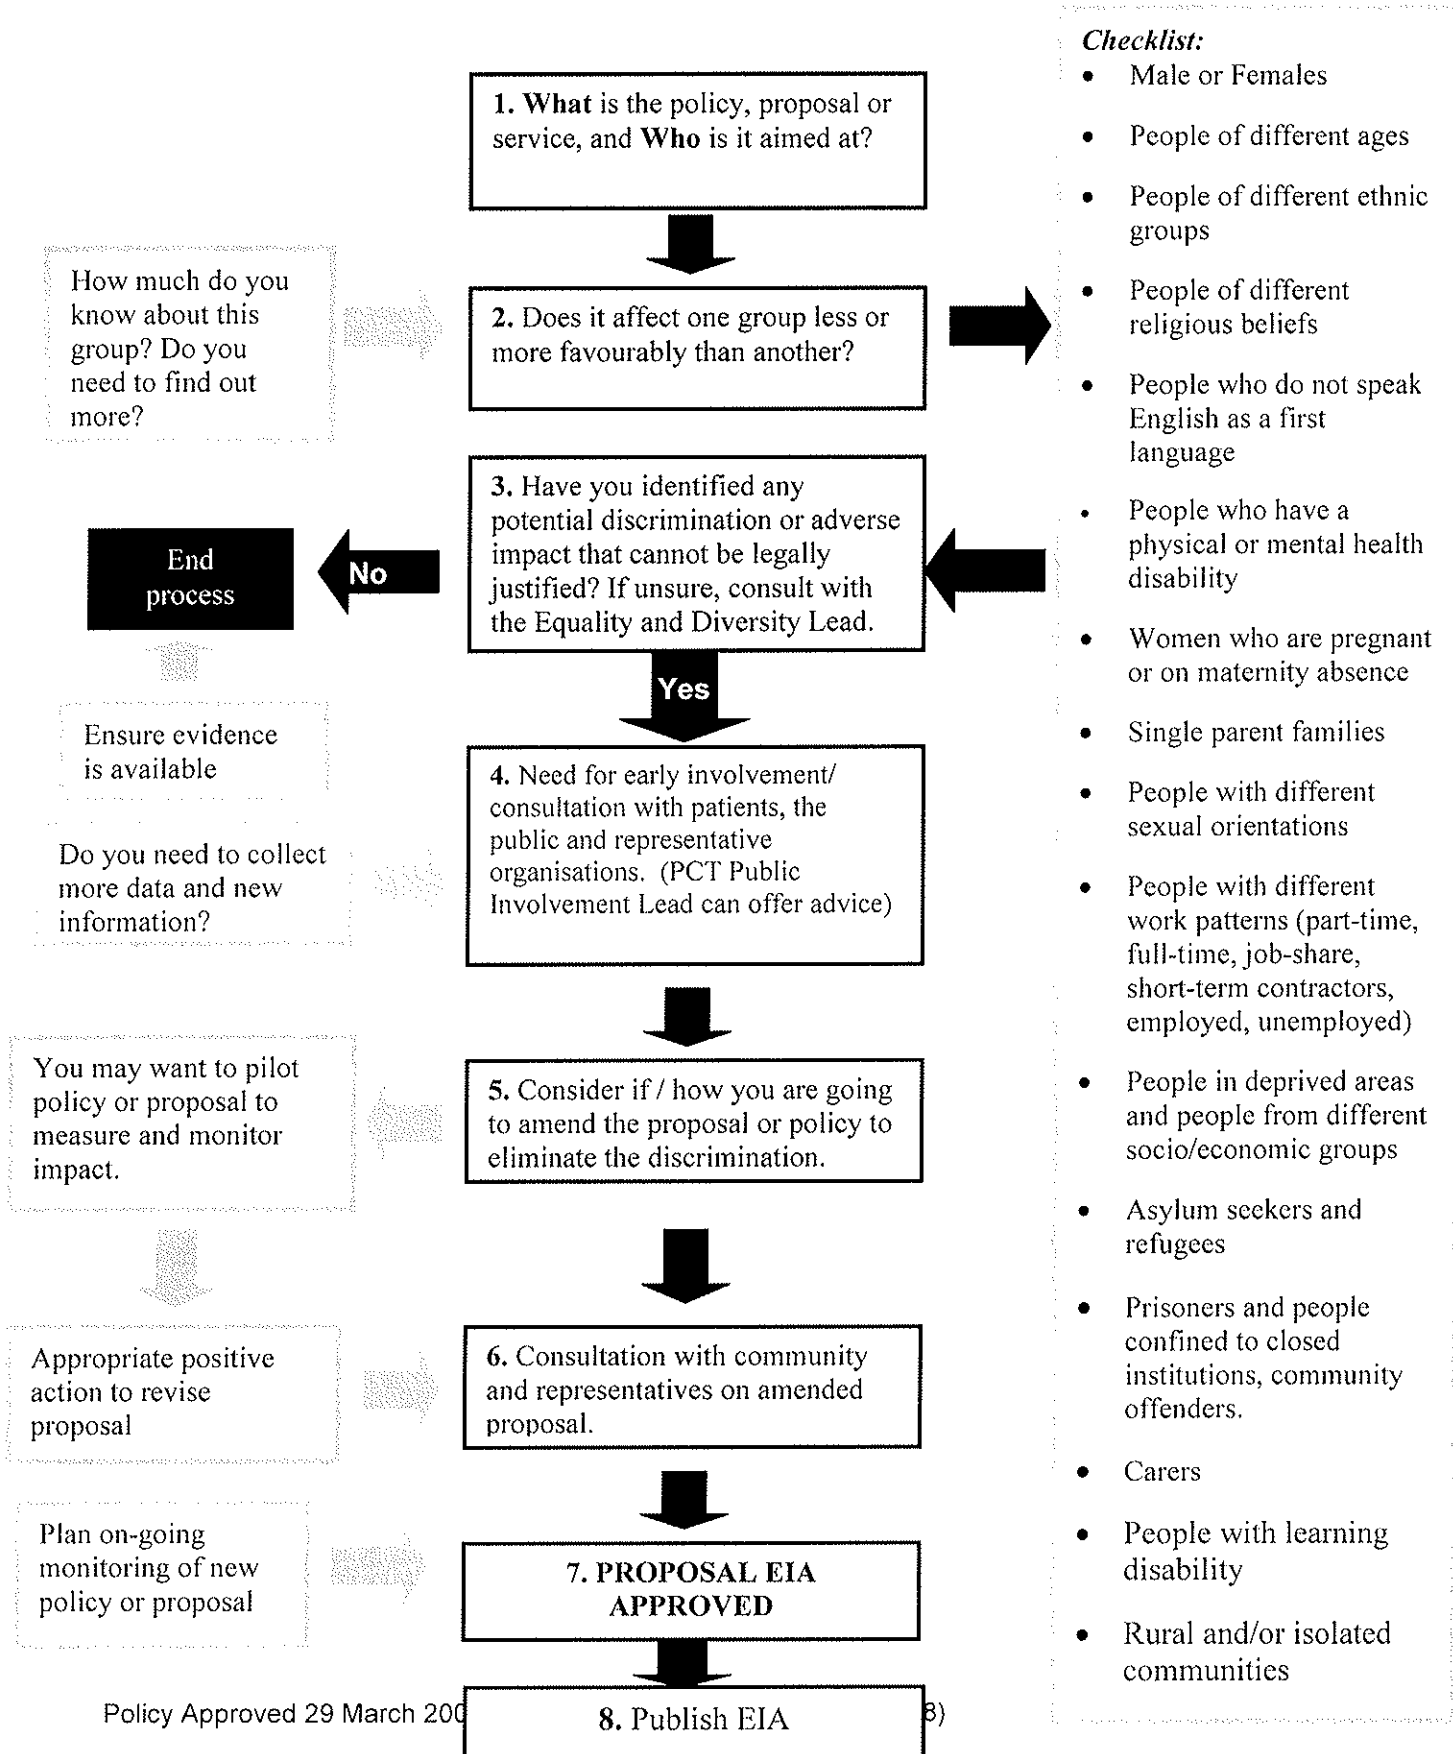 1. What is the policy, proposal or
service, and Who is it aimed at?
How much do you
know about this
group? Do you
need to find out
more?
2. Does it affect one group less or
more favourably than another?
3. Have you identified any
potential discrimination or adverse
impact that cannot be legally
justified? If unsure, consult with
the Equality and Diversity Lead.
No
End
process
Ensure evidence
is available
Yes
4. Need for early involvement/
consultation with patients, the
public and representative
organisations. (PCT Public
Involvement Lead can offer advice)
Do you need to collect
more data and new
information?
5. Consider if / how you are going
to amend the proposal or policy to
eliminate the discrimination.
You may want to pilot
policy or proposal to
measure and monitor
impact.
Appropriate positive
action to revise
proposal
6. Consultation with community
and representatives on amended
proposal.
Plan on-going
monitoring of new
policy or proposal
7. PROPOSAL EIA
APPROVED
8. Publish EIA
Checklist:
• Male or Females
• People of different ages
• People of different ethnic
groups
• People of different
religious beliefs
• People who do not speak
English as a first
language
• People who have a
physical or mental health
disability
• Women who are pregnant
or on maternity absence
• Single parent families
• People with different
sexual orientations
• People with different
work patterns (part-time,
full-time, job-share,
short-term contractors,
employed, unemployed)
• People in deprived areas
and people from different
socio/economic groups
• Asylum seekers and
refugees
• Prisoners and people
confined to closed
institutions, community
offenders.
• Carers
• People with learning
disability
• Rural and/or isolated
communities
Policy Approved 29 March 200 8)